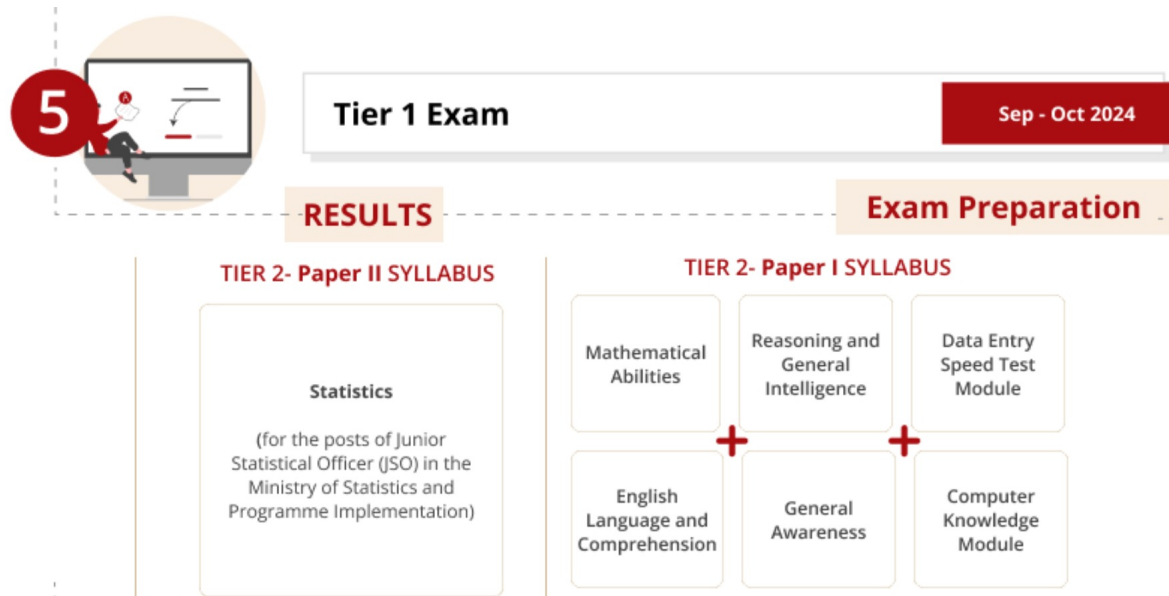 5
A
Tier 1 Exam
Sep - Oct 2024
RESULTS
Exam Preparation
TIER 2- Paper II SYLLABUS
Statistics
(for the posts of Junior
Statistical Officer (JSO) in the
Ministry of Statistics and
Programme Implementation)
TIER 2- Paper I SYLLABUS
Mathematical
Abilities
Reasoning and
General
Intelligence
Data Entry
Speed Test
Module
English
Language and
Comprehension
General
Awareness
Computer
Knowledge
Module